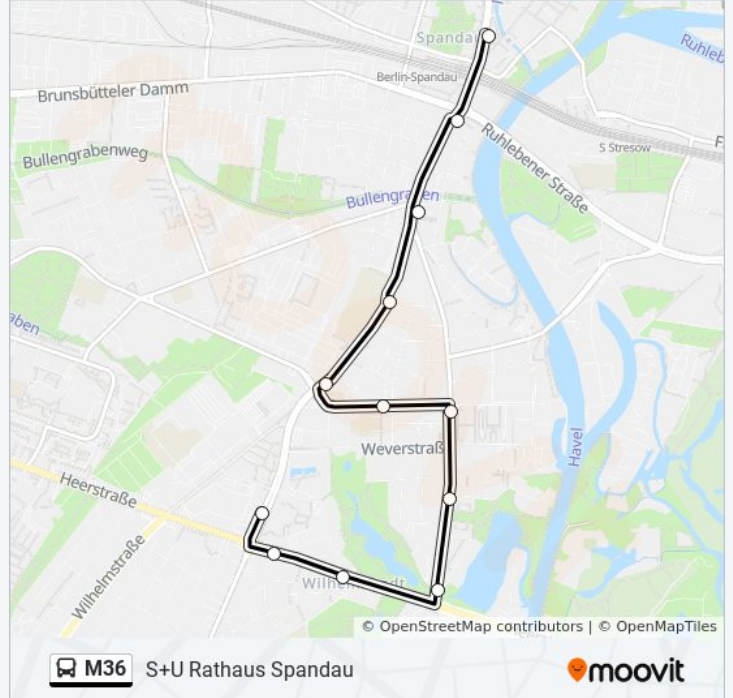 Spanda
Berlin-Spandau
Ruhleb
Brunsbütteler Damm
Ruhlebener Straße
S Stresow
F
Bullengrabenweg
Bullengraben
aben
Weverstraß
Havel
Heerstraße
Wilhelmstraße
© OpenStreetMap contributors | © OpenMapTiles
M36 S+U Rathaus Spandau
moovit